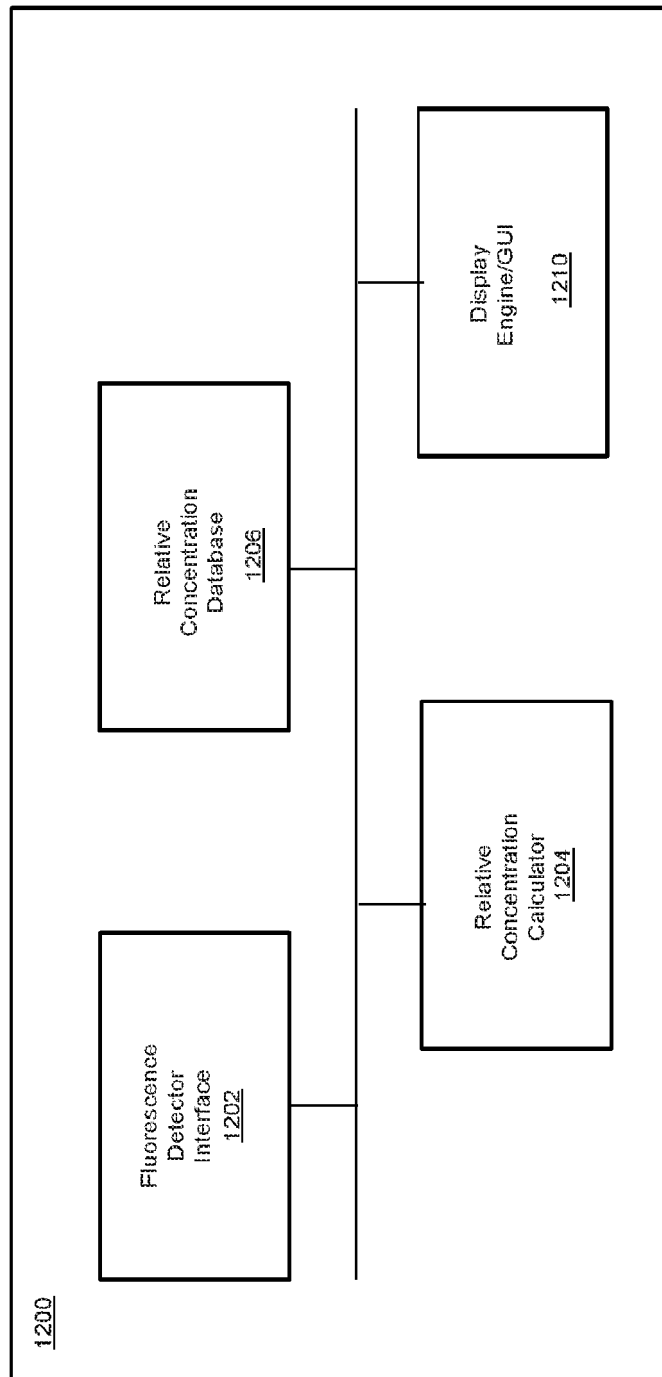 1200
Fluorescence
Detector
Interface
1202
Relative
Concentration
Database
1206
Relative
Concentration
Calculator
1204
Display
Engine/GUI
1210